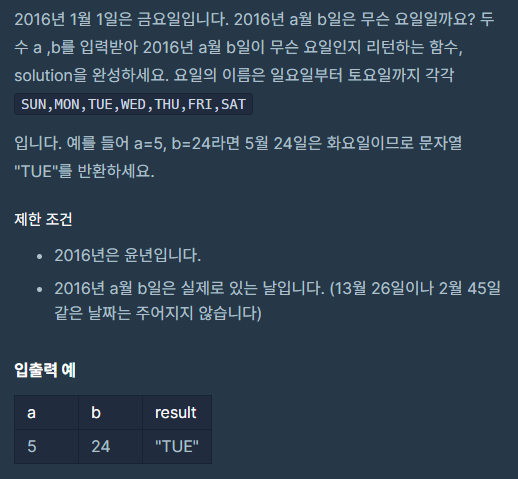 2016년 1월 1일은 금요일입니다. 2016년 a월 b일은 무슨 요일일까요? 두
수 a ,b를 입력받아 2016년 a월 b일이 무슨 요일인지 리턴하는 함수,
solution을 완성하세요. 요일의 이름은 일요일부터 토요일까지 각각
SUN,MON,TUE,WED,THU,FRI,SAT
입니다. 예를 들어 a=5, b=24라면 5월 24일은 화요일이므로 문자열
"TUE"를 반환하세요.
제한 조건
• 2016년은 윤년입니다.
• 2016년 a월 b일은 실제로 있는 날입니다. (13월 26일이나 2월 45일
같은 날짜는 주어지지 않습니다)
입출력 예
a b result
5 24 "TUE"